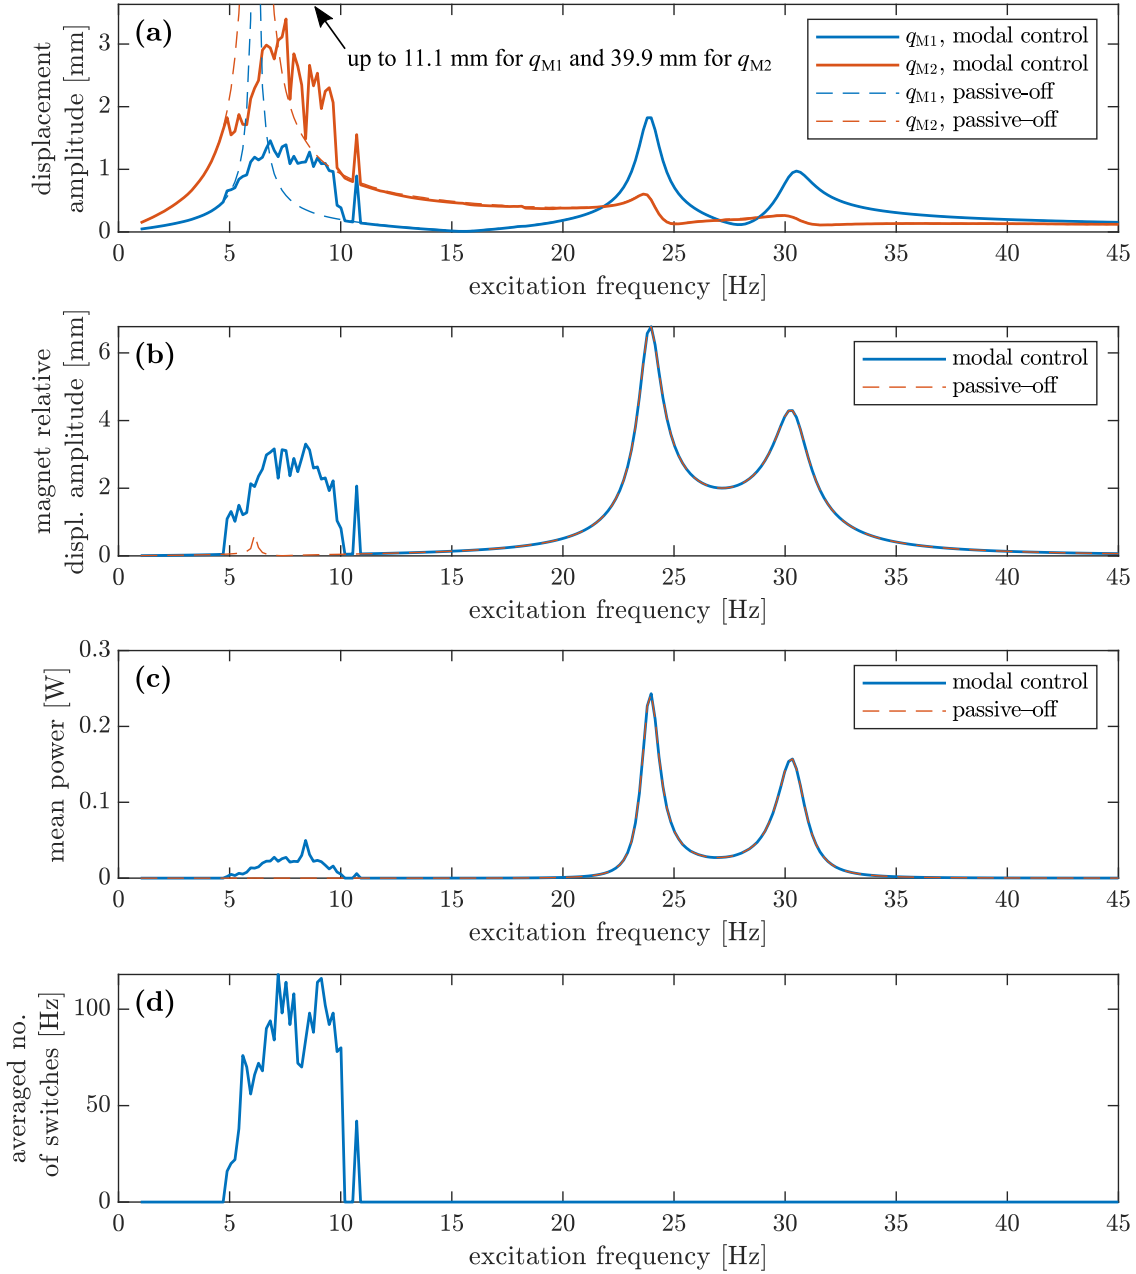 (a)
displacement
amplitude [mm]
3
2
1
0
up to 11.1 mm for qM1 and 39.9 mm for qM2
qM1, modal control
qM2, modal control
qM1, passive-off
qM2, passive–off
0 5 10 15 20 25 30 35 40 45
excitation frequency [Hz]
(b)
magnet relative
displ. amplitude [mm]
6
4
2
0
modal control
passive–off
0 5 10 15 20 25 30 35 40 45
excitation frequency [Hz]
(c)
mean power [W]
0.3
0.2
0.1
0
modal control
passive–off
0 5 10 15 20 25 30 35 40 45
excitation frequency [Hz]
(d)
averaged no.
of switches [Hz]
100
50
0
0 5 10 15 20 25 30 35 40 45
excitation frequency [Hz]